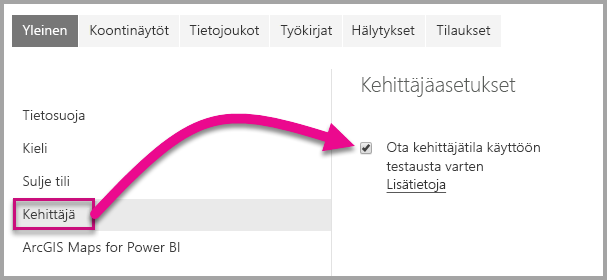 Yleinen Koontinäytöt Tietojoukot Työkirjat Hälytykset Tilaukset
Tietosuoja
Kieli
Sulje tili
Kehittäjä
ArcGIS Maps for Power BI
Kehittäjäasetukset
Ota kehittäjätila käyttöön
testausta varten
Lisätietoja